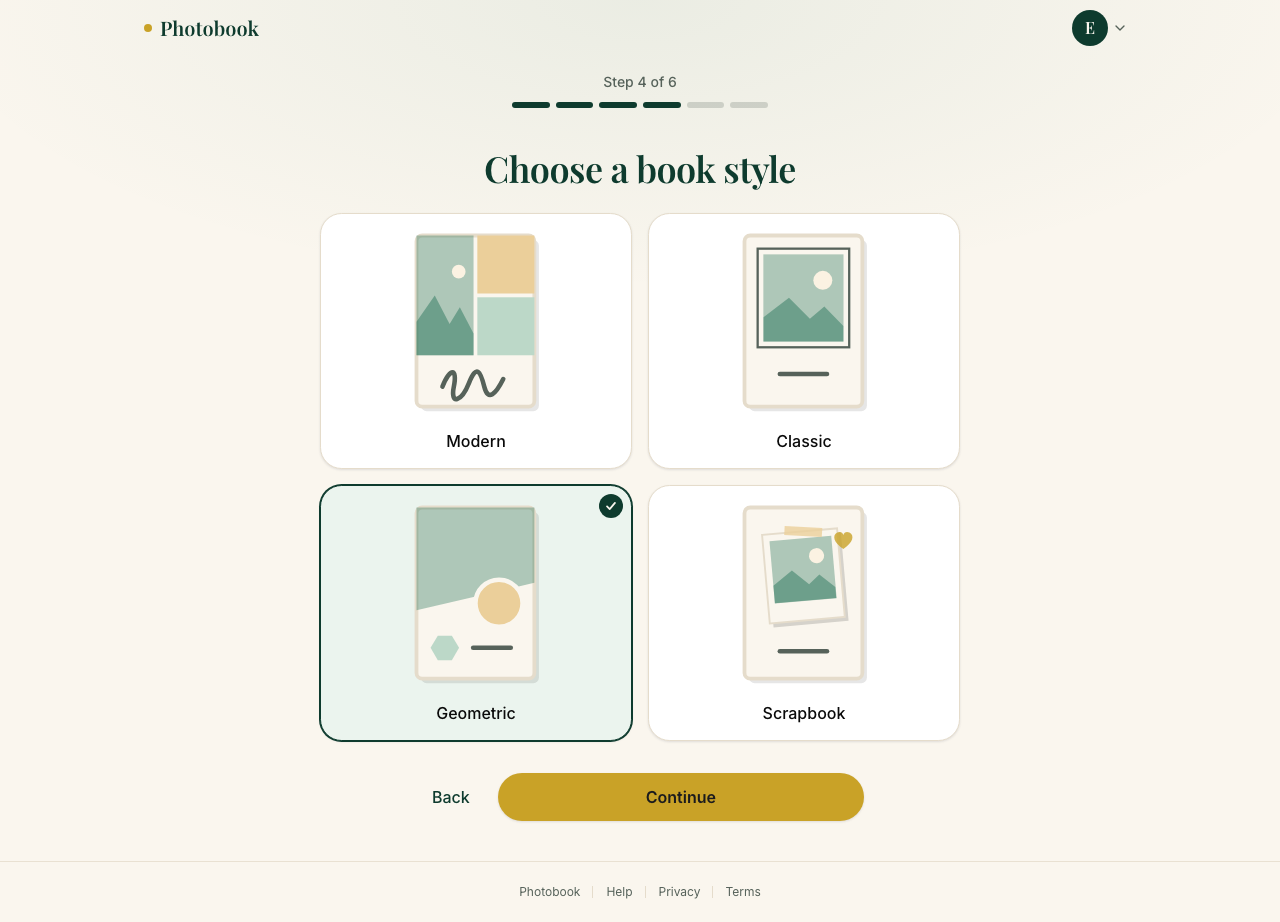 Photobook
E
Step 4 of 6
Choose a book style
Modern
Classic
Geometric
Scrapbook
Back
Continue
Photobook
Help
Privacy
Terms